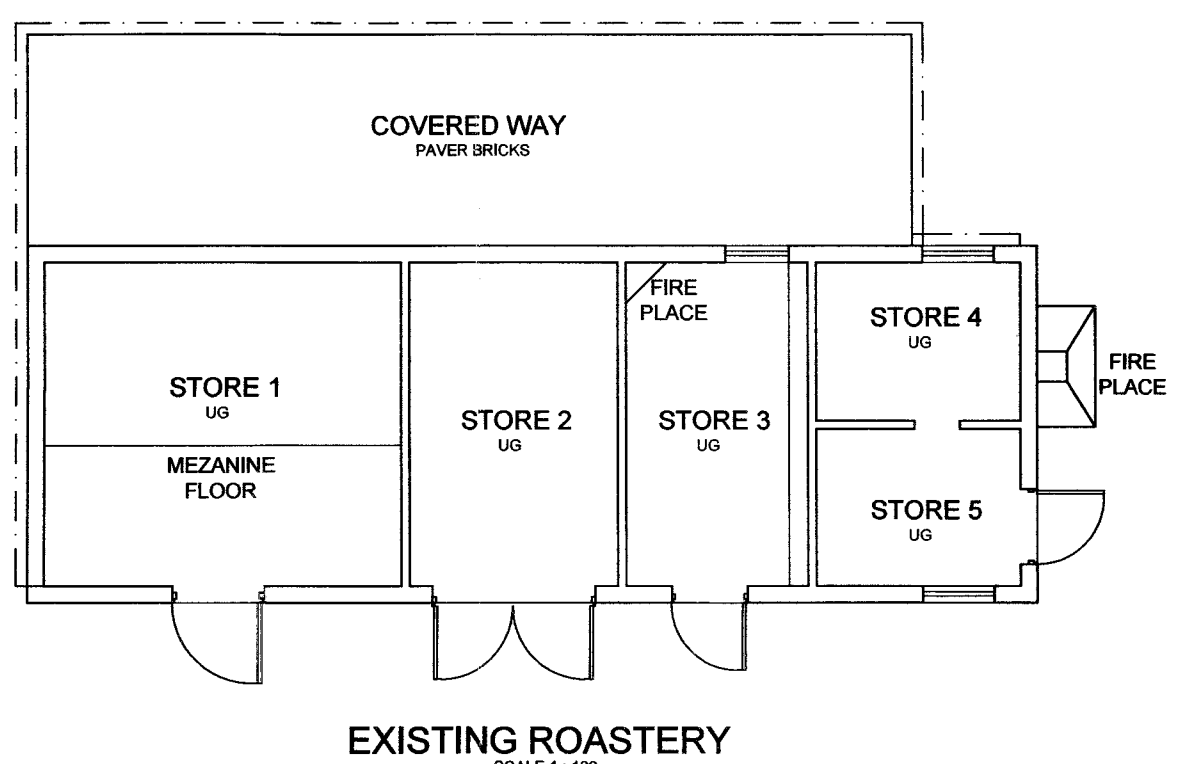 COVERED WAY
PAVER BRICKS
FIRE
PLACE
STORE 4
UG
FIRE
PLACE
STORE 1
UG
STORE 2
UG
STORE 3
UG
MEZANINE
FLOOR
STORE 5
UG
EXISTING ROASTERY